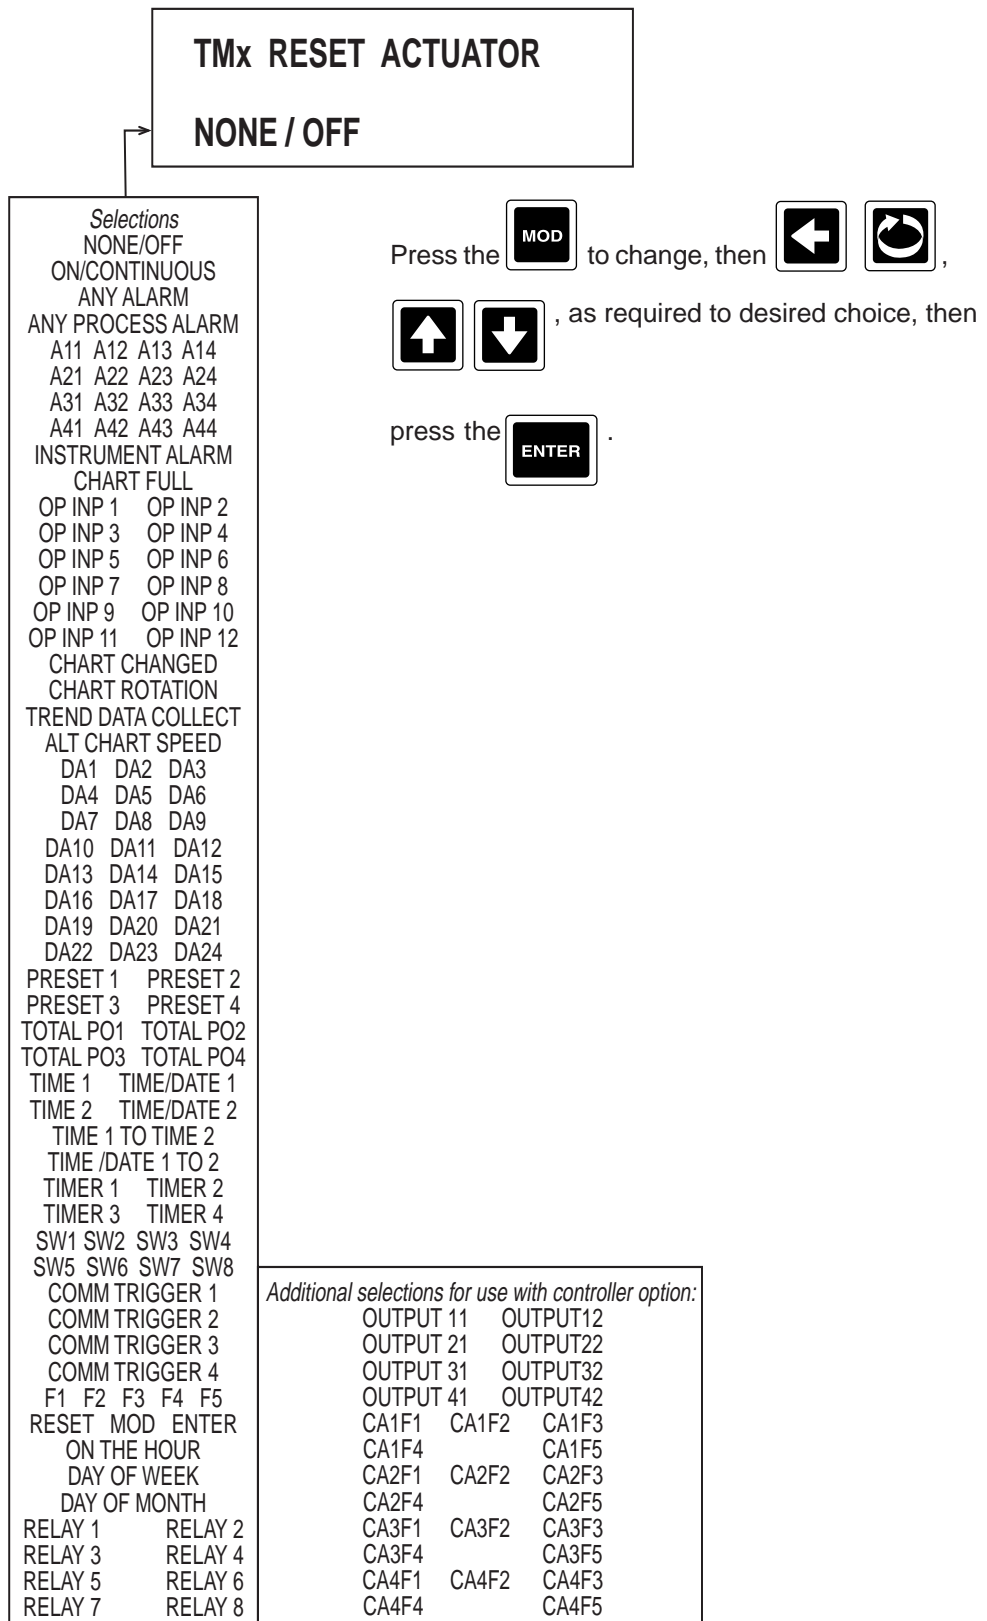 TMx RESET ACTUATOR
NONE / OFF
Selections
NONE/OFF
ON/CONTINUOUS
ANY ALARM
ANY PROCESS ALARM
A11 A12 A13 A14
A21 A22 A23 A24
A31 A32 A33 A34
A41 A42 A43 A44
INSTRUMENT ALARM
CHART FULL
OP INP 1 OP INP 2
OP INP 3 OP INP 4
OP INP 5 OP INP 6
OP INP 7 OP INP 8
OP INP 9 OP INP 10
OP INP 11 OP INP 12
CHART CHANGED
CHART ROTATION
TREND DATA COLLECT
ALT CHART SPEED
DA1 DA2 DA3
DA4 DA5 DA6
DA7 DA8 DA9
DA10 DA11 DA12
DA13 DA14 DA15
DA16 DA17 DA18
DA19 DA20 DA21
DA22 DA23 DA24
PRESET 1 PRESET 2
PRESET 3 PRESET 4
TOTAL PO1 TOTAL PO2
TOTAL PO3 TOTAL PO4
TIME 1 TIME/DATE 1
TIME 2 TIME/DATE 2
TIME 1 TO TIME 2
TIME /DATE 1 TO 2
TIMER 1 TIMER 2
TIMER 3 TIMER 4
SW1 SW2 SW3 SW4
SW5 SW6 SW7 SW8
COMM TRIGGER 1
COMM TRIGGER 2
COMM TRIGGER 3
COMM TRIGGER 4
F1 F2 F3 F4 F5
RESET MOD ENTER
ON THE HOUR
DAY OF WEEK
DAY OF MONTH
RELAY 1 RELAY 2
RELAY 3 RELAY 4
RELAY 5 RELAY 6
RELAY 7 RELAY 8
Press the MOD to change, then ,
, as required to desired choice, then
press the ENTER .
Additional selections for use with controller option:
OUTPUT 11 OUTPUT12
OUTPUT 21 OUTPUT22
OUTPUT 31 OUTPUT32
OUTPUT 41 OUTPUT42
CA1F1 CA1F2 CA1F3
CA1F4 CA1F5
CA2F1 CA2F2 CA2F3
CA2F4 CA2F5
CA3F1 CA3F2 CA3F3
CA3F4 CA3F5
CA4F1 CA4F2 CA4F3
CA4F4 CA4F5